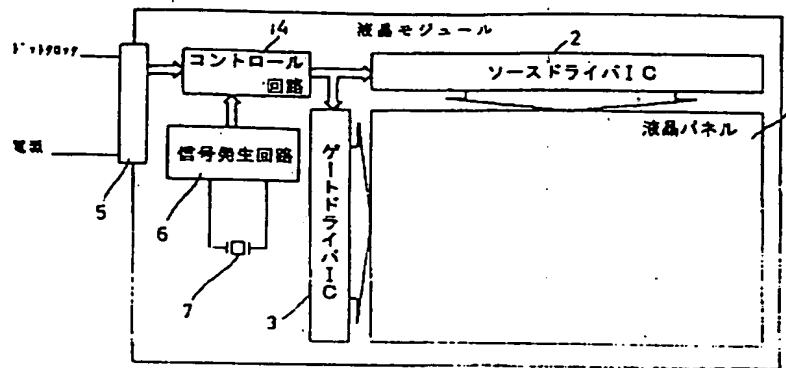 液晶モジュール
14
2
ドットクロック
コントロール
回路
ソースドライバIC
液晶パネル
電源
信号発生回路
ゲートドライバIC
5
6
7
3